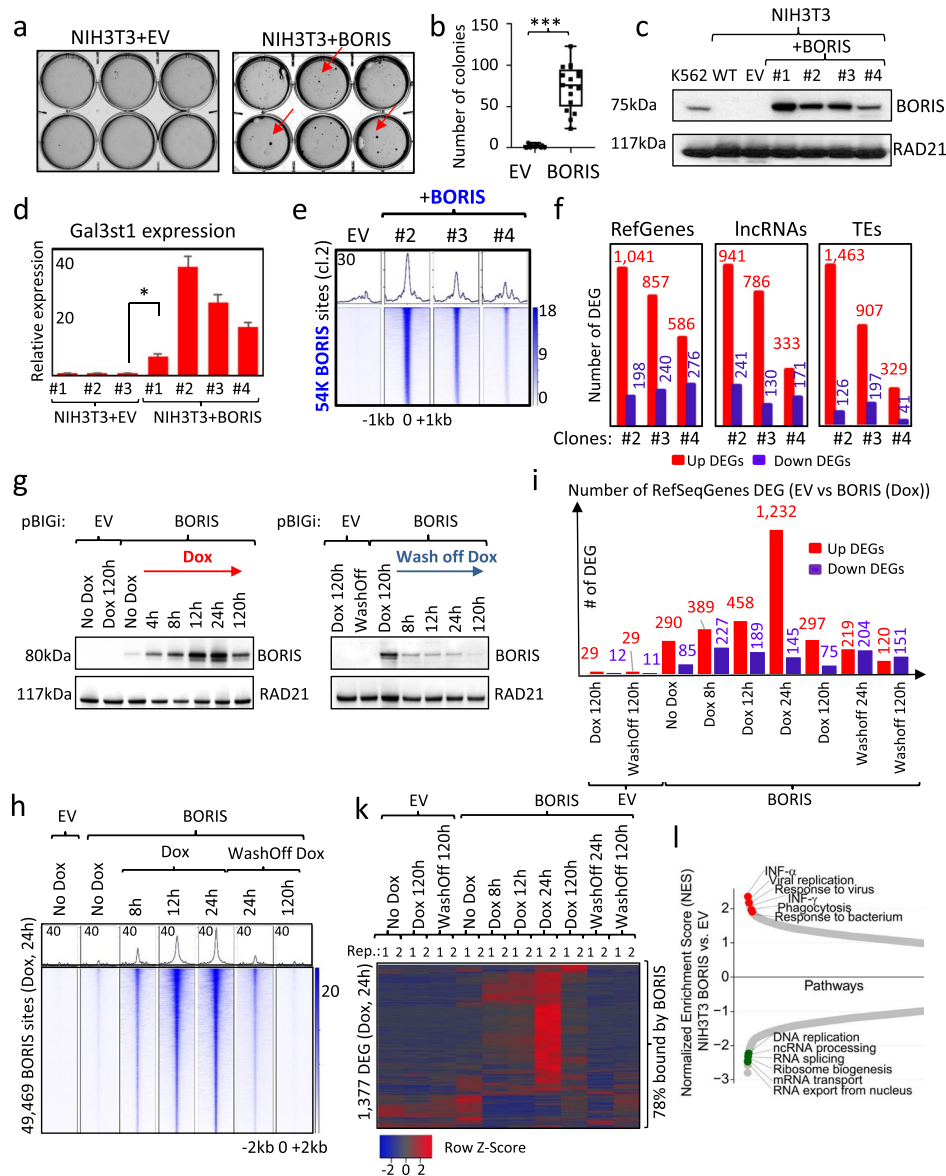 a
NIH3T3+EV
NIH3T3+BORIS
b
Number of colonies
***
150
100
50
0
EV
BORIS
c
NIH3T3
+BORIS
K562 WT EV #1 #2 #3 #4
75kDa
BORIS
117kDa
RAD21
d
Gal3st1 expression
Relative expression
40
20
*
#1 #2 #3 #1 #2 #3 #4
NIH3T3+EV
NIH3T3+BORIS
e
+BORIS
EV #2 #3 #4
30
54K BORIS sites (cl.2)
18
9
0
-1kb 0 +1kb
f
RefGenes
lncRNAs
TEs
Number of DEG
1,041
857
586
198
240
276
941
786
333
241
130
171
1,463
907
329
126
197
41
Clones: #2 #3 #4 #2 #3 #4 #2 #3 #4
Up DEGs
Down DEGs
g
pBIGi:
EV
BORIS
Dox
No Dox
Dox 120h
No Dox
4h
8h
12h
24h
120h
80kDa
BORIS
117kDa
RAD21
pBIGi:
EV
BORIS
Wash off Dox
Dox 120h
WashOff
Dox 120h
8h
12h
24h
120h
BORIS
RAD21
i
Number of RefSeqGenes DEG (EV vs BORIS (Dox))
# of DEG
1,232
Up DEGs
Down DEGs
29
12
29
11
290
85
389
227
458
189
145
297
75
219
204
120
151
Dox 120h
WashOff 120h
No Dox
Dox 8h
Dox 12h
Dox 24h
Dox 120h
Washoff 24h
Washoff 120h
EV
BORIS
h
EV
BORIS
Dox
WashOff Dox
No Dox
No Dox
8h
12h
24h
24h
120h
40 40 40 40 40 40 40
49,469 BORIS sites (Dox, 24h)
20
-2kb 0 +2kb
k
EV
BORIS
No Dox
Dox 120h
WashOff 120h
No Dox
Dox 8h
Dox 12h
Dox 24h
Dox 120h
WashOff 24h
WashOff 120h
Rep.: 1 2 1 2 1 2 1 2 1 2 1 2 1 2 1 2 1 2 1 2
1,377 DEG (Dox, 24h)
78% bound by BORIS
Row Z-Score
-2 0 2
l
Normalized Enrichment Score (NES)
NIH3T3 BORIS vs. EV
2
1
0
−1
−2
−3
INF-α
Viral replication
Response to virus
INF-γ
Phagocytosis
Response to bacterium
Pathways
DNA replication
ncRNA processing
RNA splicing
Ribosome biogenesis
mRNA transport
RNA export from nucleus